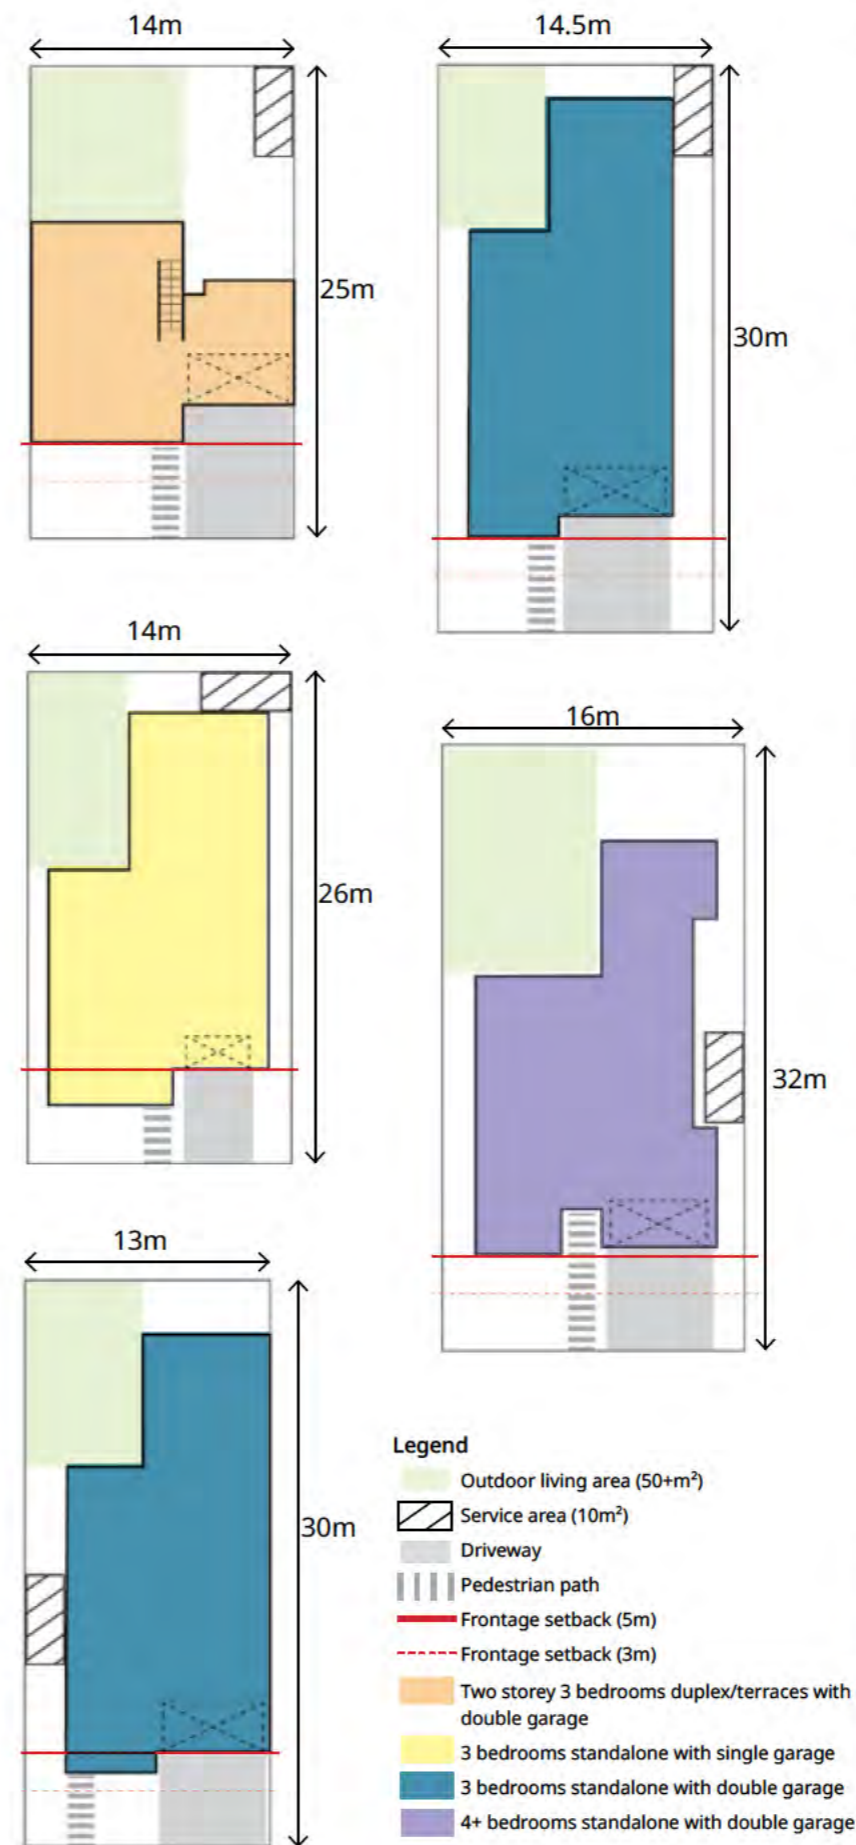 14m
14.5m
25m
30m
14m
16m
26m
32m
13m
30m
Legend
Outdoor living area (50+m²)
Service area (10m²)
Driveway
Pedestrian path
Frontage setback (5m)
Frontage setback (3m)
Two storey 3 bedrooms duplex/terraces with
double garage
3 bedrooms standalone with single garage
3 bedrooms standalone with double garage
4+ bedrooms standalone with double garage